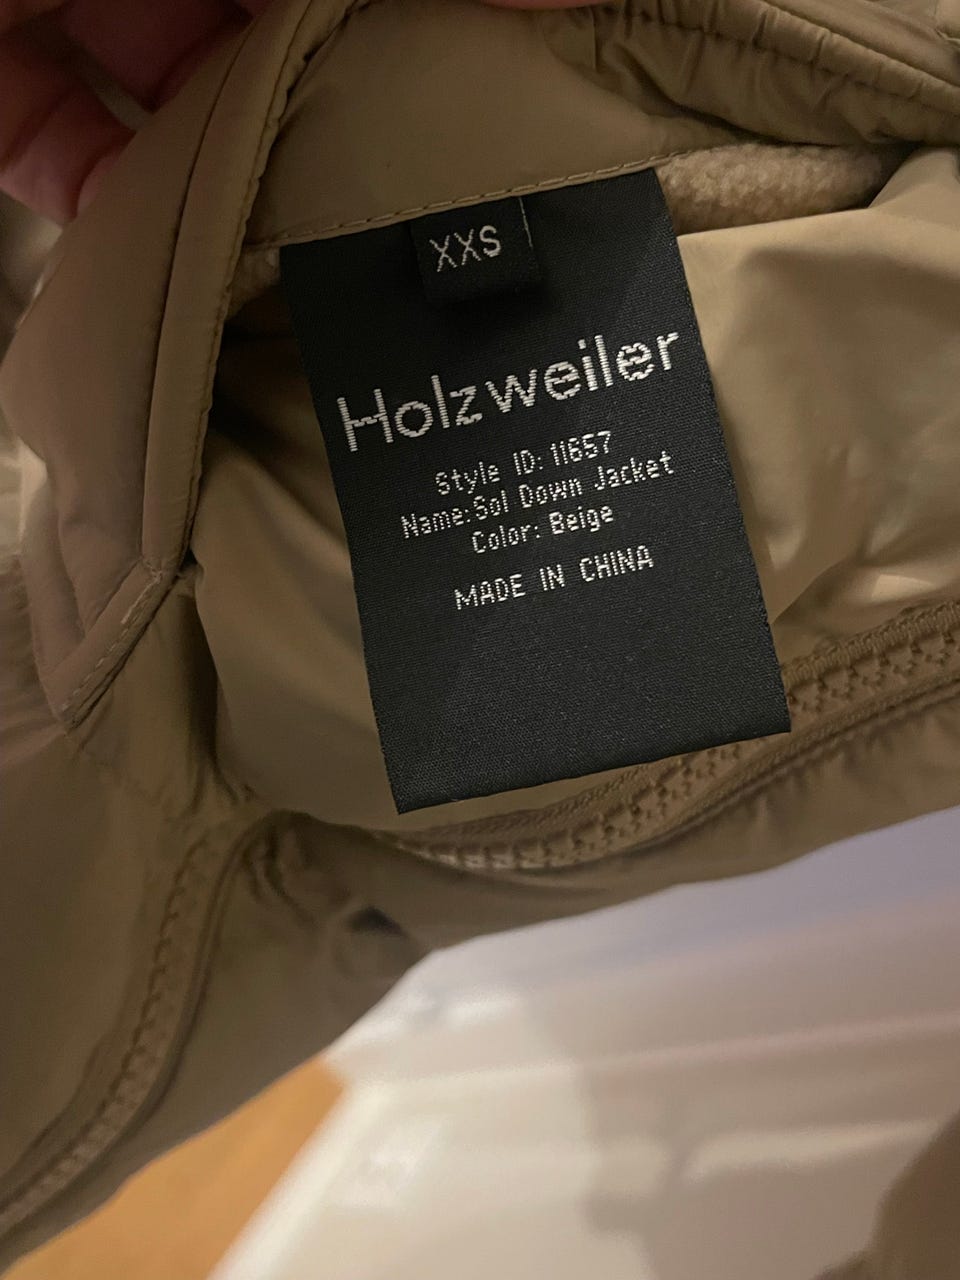 XXS
Holzweiler
Style ID: 11657
Name: Sol Down Jacket
Color: Beige
MADE IN CHINA